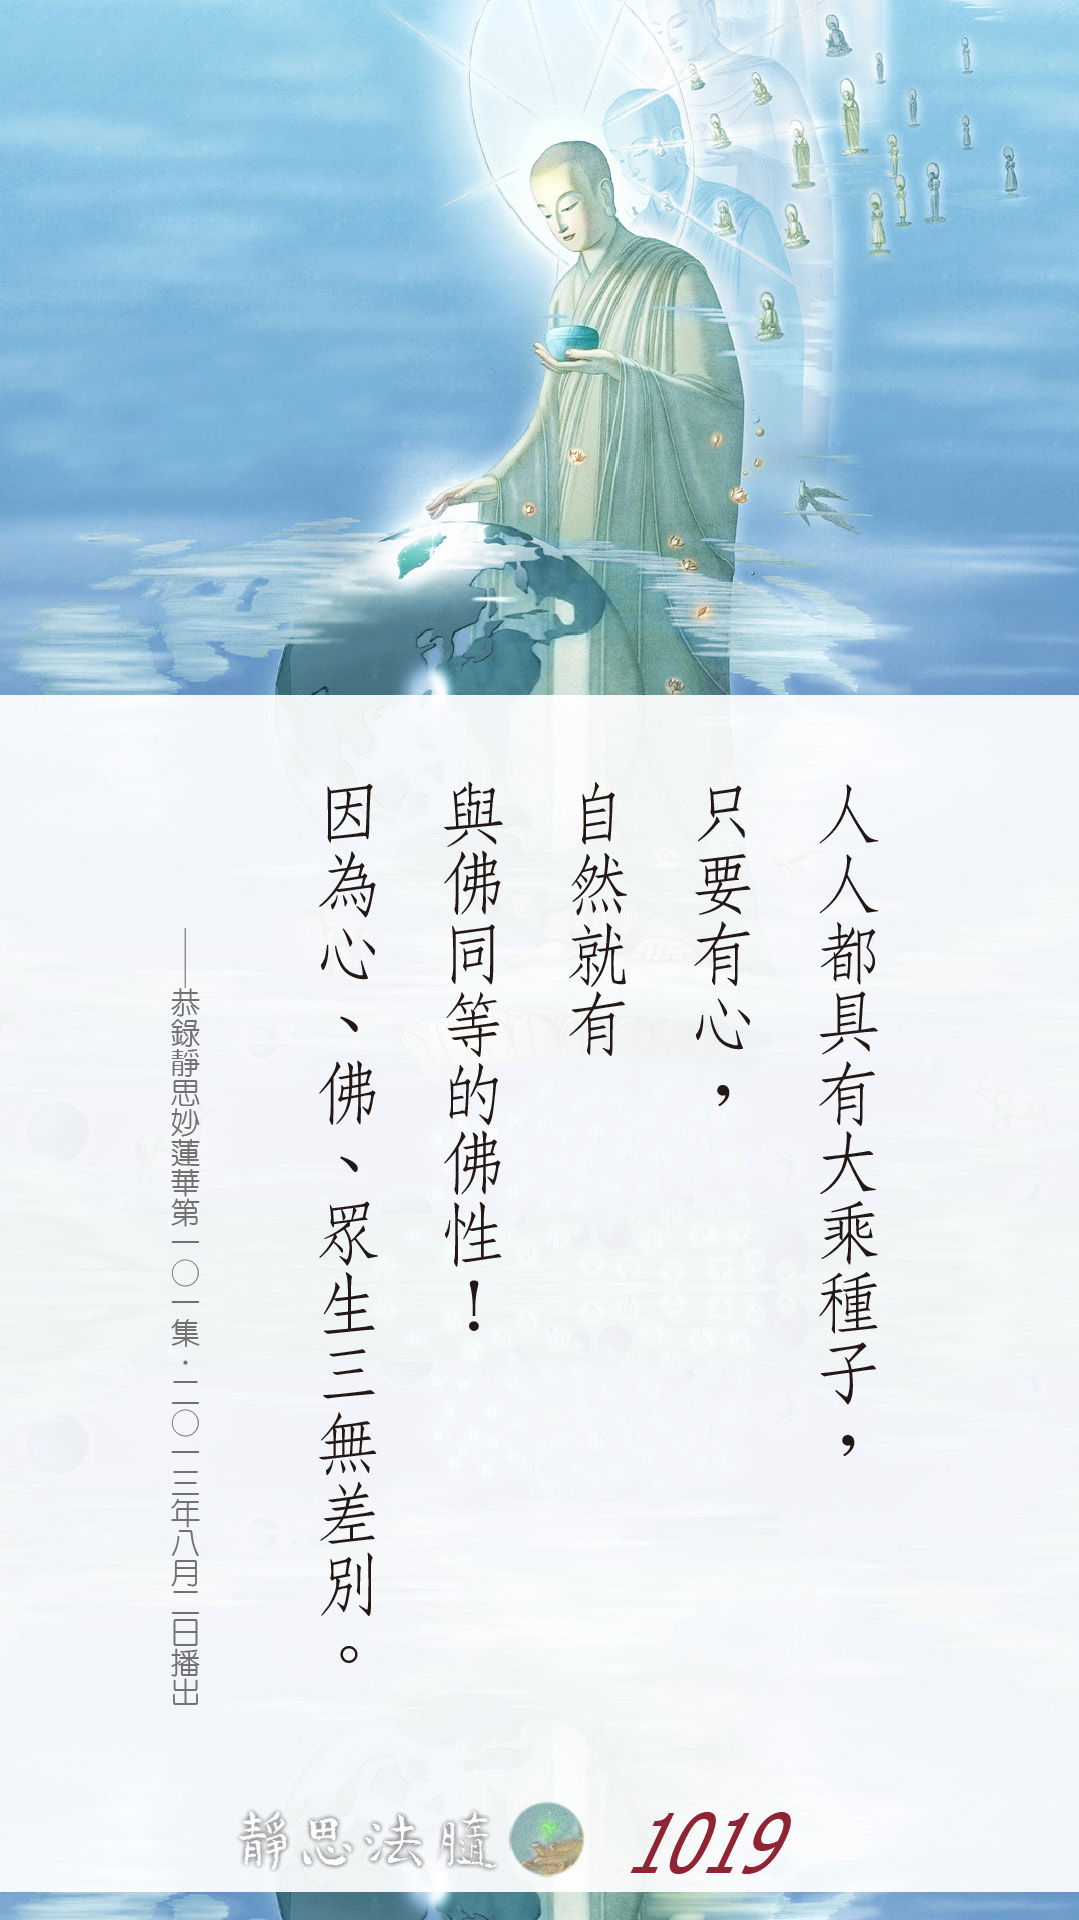 人人都具有大乘種子，
只要有心，
自然就有
與佛同等的佛性！
因為心、佛、眾生三無差別。
——恭錄靜思妙蓮華第一〇一集．二〇一三年八月二日播出
靜思法髓
1019